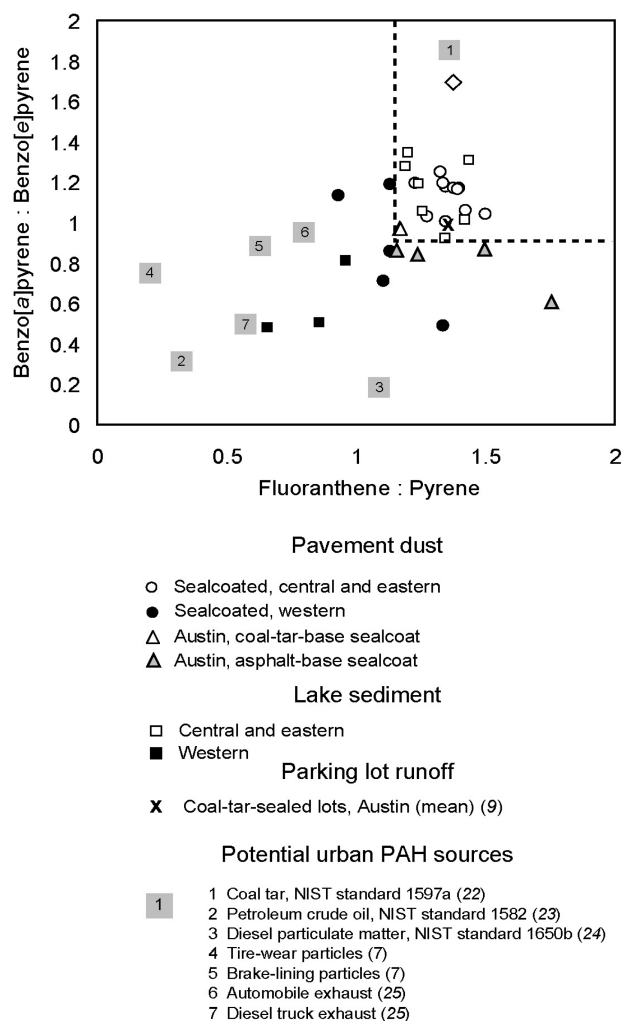 2
1.8
1.6
1.4
1.2
1
0.8
0.6
0.4
0.2
0
Benzo[a]pyrene : Benzo[e]pyrene
1
6
5
4
7
2
3
0 0.5 1 1.5 2
Fluoranthene : Pyrene
Pavement dust
Sealcoated, central and eastern
Sealcoated, western
Austin, coal-tar-base sealcoat
Austin, asphalt-base sealcoat
Lake sediment
Central and eastern
Western
Parking lot runoff
x Coal-tar-sealed lots, Austin (mean) (9)
Potential urban PAH sources
1
1 Coal tar, NIST standard 1597a (22)
2 Petroleum crude oil, NIST standard 1582 (23)
3 Diesel particulate matter, NIST standard 1650b (24)
4 Tire-wear particles (7)
5 Brake-lining particles (7)
6 Automobile exhaust (25)
7 Diesel truck exhaust (25)